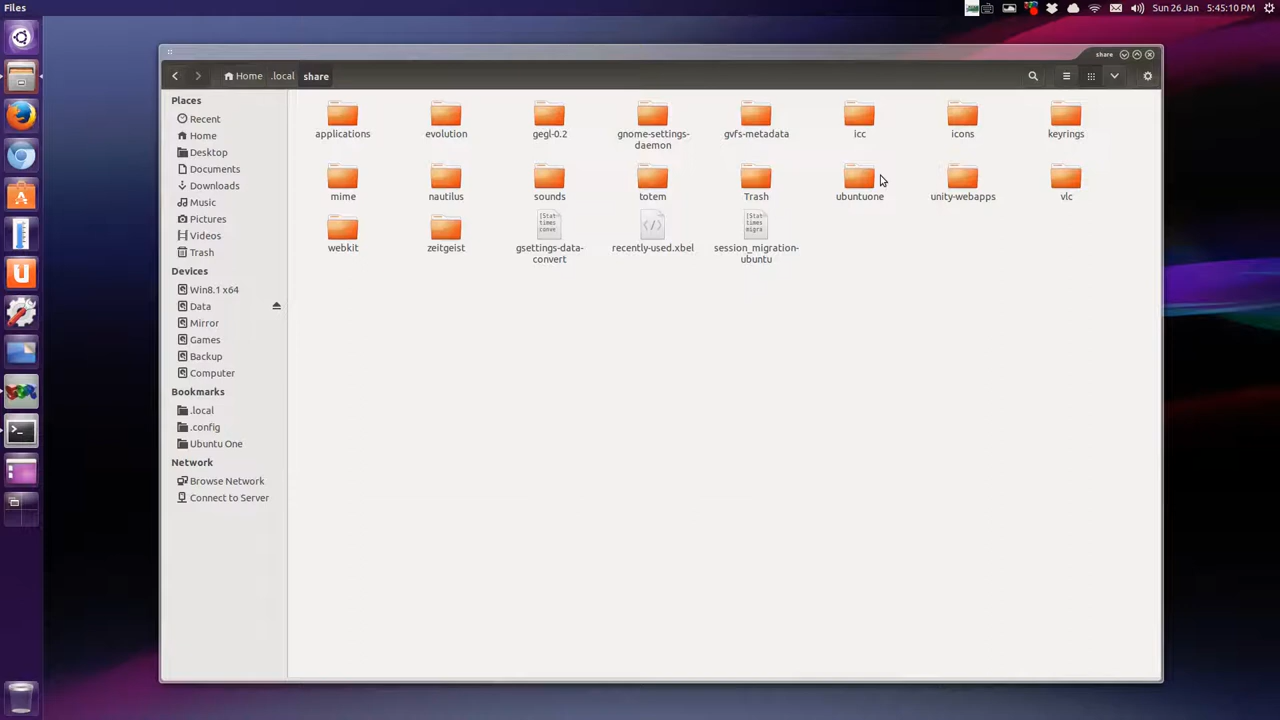 Files
Sun 26 Jan 5:45:10 PM
share
Home .local share
Places
Recent
Home
Desktop
Documents
Downloads
Music
Pictures
Videos
Trash
Devices
Win8.1 x64
Data
Mirror
Games
Backup
Computer
Bookmarks
.local
.config
Ubuntu One
Network
Browse Network
Connect to Server
applications evolution gegl-0.2 gnome-settings- gvfs-metadata icc icons keyrings
daemon
mime nautilus sounds totem Trash ubuntuone unity-webapps vlc
webkit zeitgeist gsettings-data- recently-used.xbel session_migration-
convert ubuntu